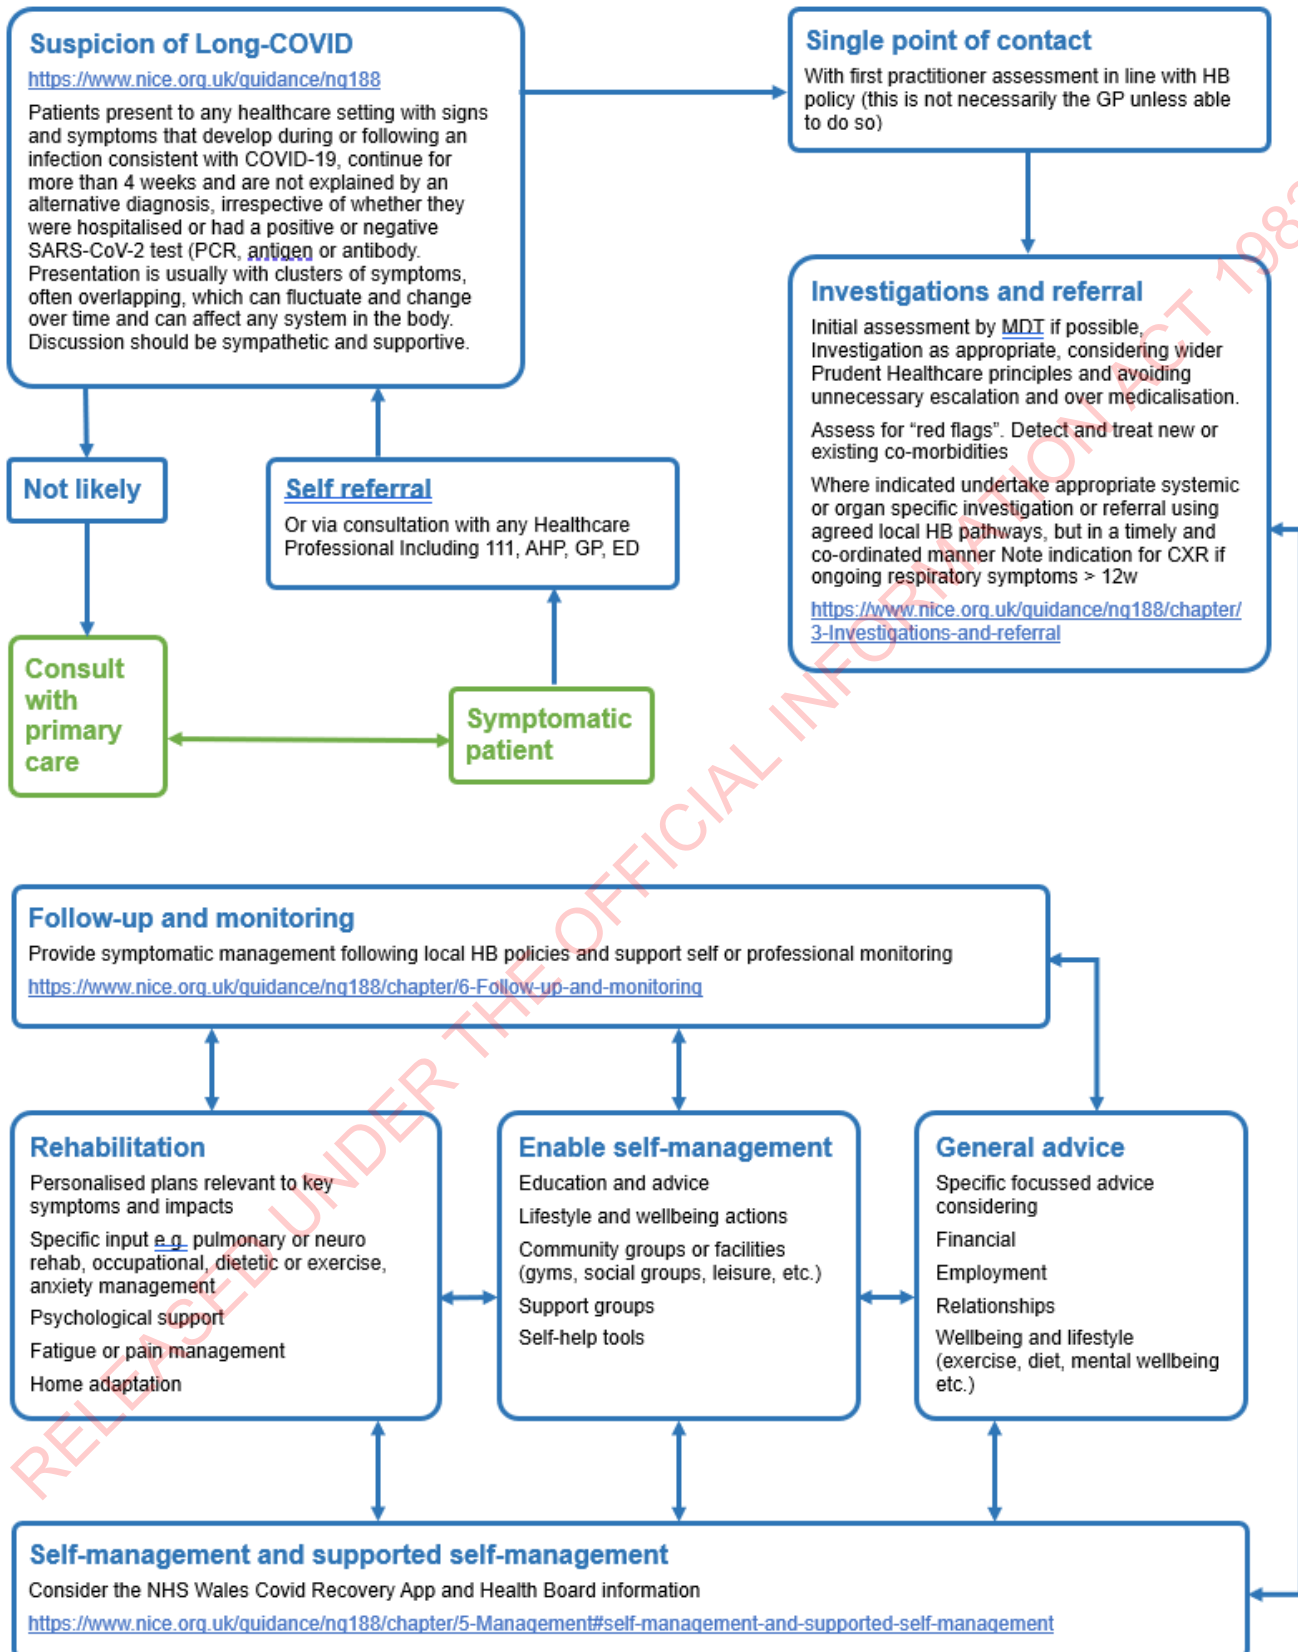 Suspicion of Long-COVID
https://www.nice.org.uk/guidance/ng188
Patients present to any healthcare setting with signs
and symptoms that develop during or following an
infection consistent with COVID-19, continue for
more than 4 weeks and are not explained by an
alternative diagnosis, irrespective of whether they
were hospitalised or had a positive or negative
SARS-CoV-2 test (PCR, antigen or antibody.
Presentation is usually with clusters of symptoms,
often overlapping, which can fluctuate and change
over time and can affect any system in the body.
Discussion should be sympathetic and supportive.
Single point of contact
With first practitioner assessment in line with HB
policy (this is not necessarily the GP unless able
to do so)
Investigations and referral
Initial assessment by MDT if possible,
Investigation as appropriate, considering wider
Prudent Healthcare principles and avoiding
unnecessary escalation and over medicalisation.
Assess for “red flags”. Detect and treat new or
existing co-morbidities
Where indicated undertake appropriate systemic
or organ specific investigation or referral using
agreed local HB pathways, but in a timely and
co-ordinated manner Note indication for CXR if
ongoing respiratory symptoms > 12w
https://www.nice.org.uk/guidance/ng188/chapter/
3-Investigations-and-referral
Not likely
Self referral
Or via consultation with any Healthcare
Professional Including 111, AHP, GP, ED
Consult
with
primary
care
Symptomatic
patient
Follow-up and monitoring
Provide symptomatic management following local HB policies and support self or professional monitoring
https://www.nice.org.uk/guidance/ng188/chapter/6-Follow-up-and-monitoring
Rehabilitation
Personalised plans relevant to key
symptoms and impacts
Specific input e.g. pulmonary or neuro
rehab, occupational, dietetic or exercise,
anxiety management
Psychological support
Fatigue or pain management
Home adaptation
Enable self-management
Education and advice
Lifestyle and wellbeing actions
Community groups or facilities
(gyms, social groups, leisure, etc.)
Support groups
Self-help tools
General advice
Specific focussed advice
considering
Financial
Employment
Relationships
Wellbeing and lifestyle
(exercise, diet, mental wellbeing
etc.)
Self-management and supported self-management
Consider the NHS Wales Covid Recovery App and Health Board information
https://www.nice.org.uk/guidance/ng188/chapter/5-Management#self-management-and-supported-self-management
RELEASED UNDER THE OFFICIAL INFORMATION ACT 1982